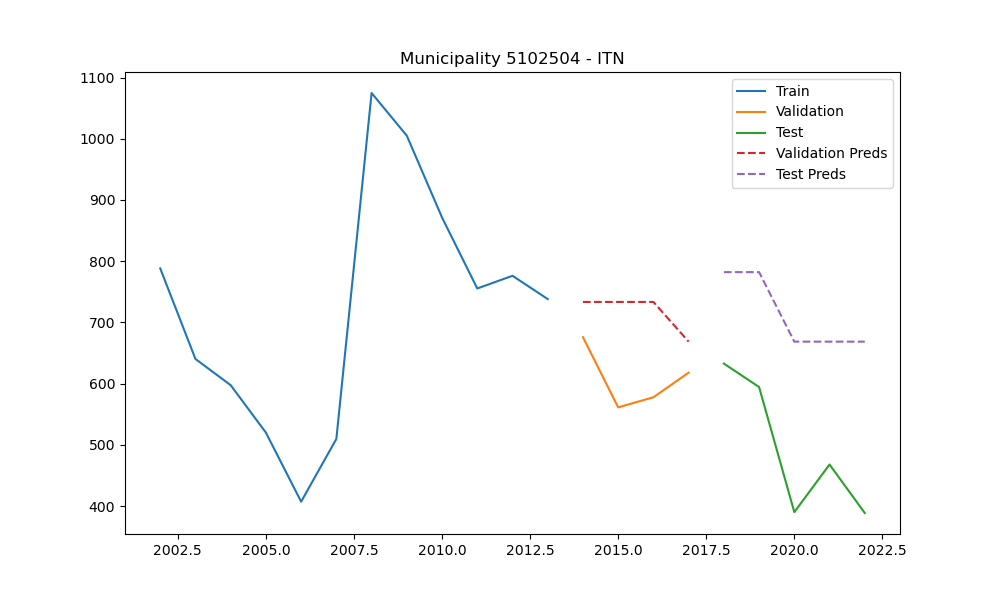 Municipality 5102504 - ITN
1100
1000
900
800
700
600
500
400
2002.5 2005.0 2007.5 2010.0 2012.5 2015.0 2017.5 2020.0 2022.5
Train
Validation
Test
Validation Preds
Test Preds